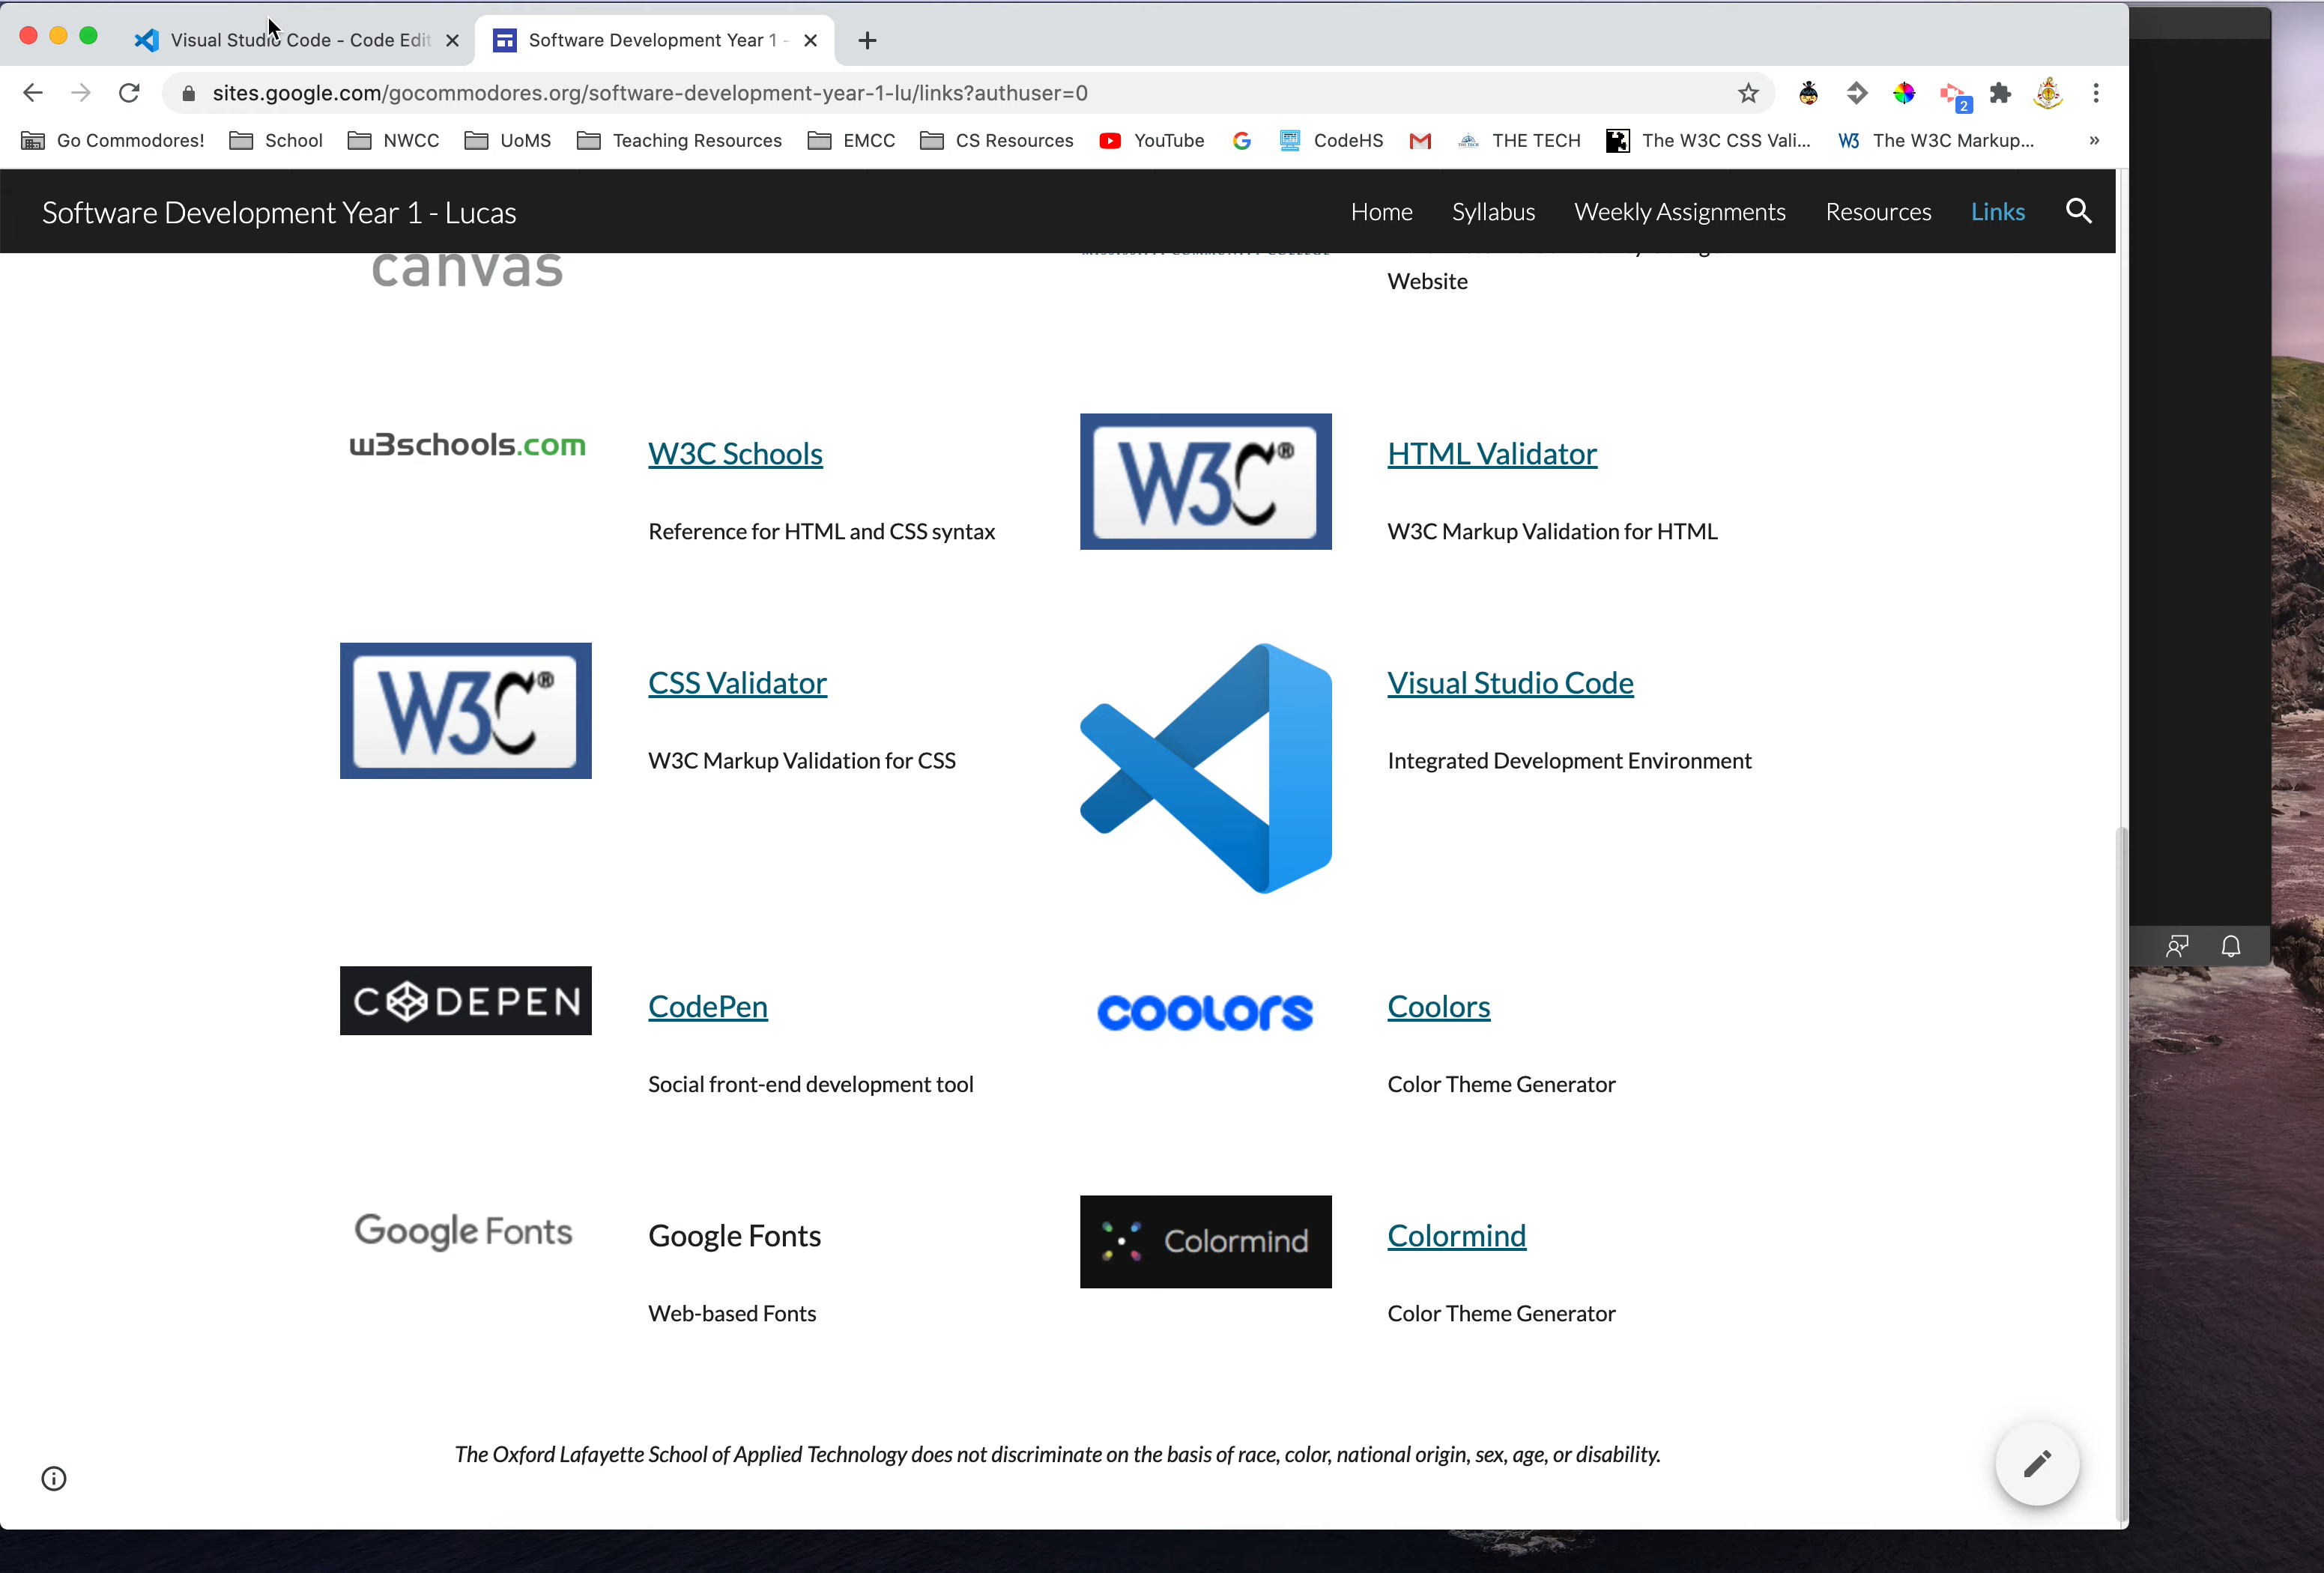 Visual Studio Code - Code Edit
Software Development Year 1 -
sites.google.com/gocommodores.org/software-development-year-1-lu/links?authuser=0
2
Go Commodores!
School
NWCC
UoMS
Teaching Resources
EMCC
CS Resources
YouTube
CodeHS
THE TECH
The W3C CSS Vali...
W3
The W3C Markup...
»
Software Development Year 1 - Lucas
Home
Syllabus
Weekly Assignments
Resources
Links
canvas
Website
w3schools.com
W3C Schools
Reference for HTML and CSS syntax
W3C®
HTML Validator
W3C Markup Validation for HTML
W3C®
CSS Validator
W3C Markup Validation for CSS
Visual Studio Code
Integrated Development Environment
CODEPEN
CodePen
Social front-end development tool
coolors
Coolors
Color Theme Generator
Google Fonts
Google Fonts
Web-based Fonts
Colormind
Colormind
Color Theme Generator
The Oxford Lafayette School of Applied Technology does not discriminate on the basis of race, color, national origin, sex, age, or disability.